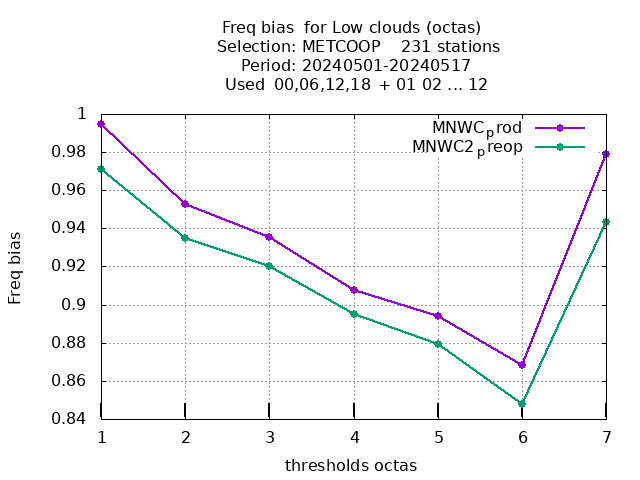 Freq bias  for Low clouds (octas)
Selection: METCOOP    231 stations
Period: 20240501-20240517
Used  00,06,12,18 + 01 02 ... 12
MNWCprod
MNWC2preop
1
0.98
0.96
0.94
0.92
0.9
0.88
0.86
0.84
Freq bias
1 2 3 4 5 6 7
thresholds octas